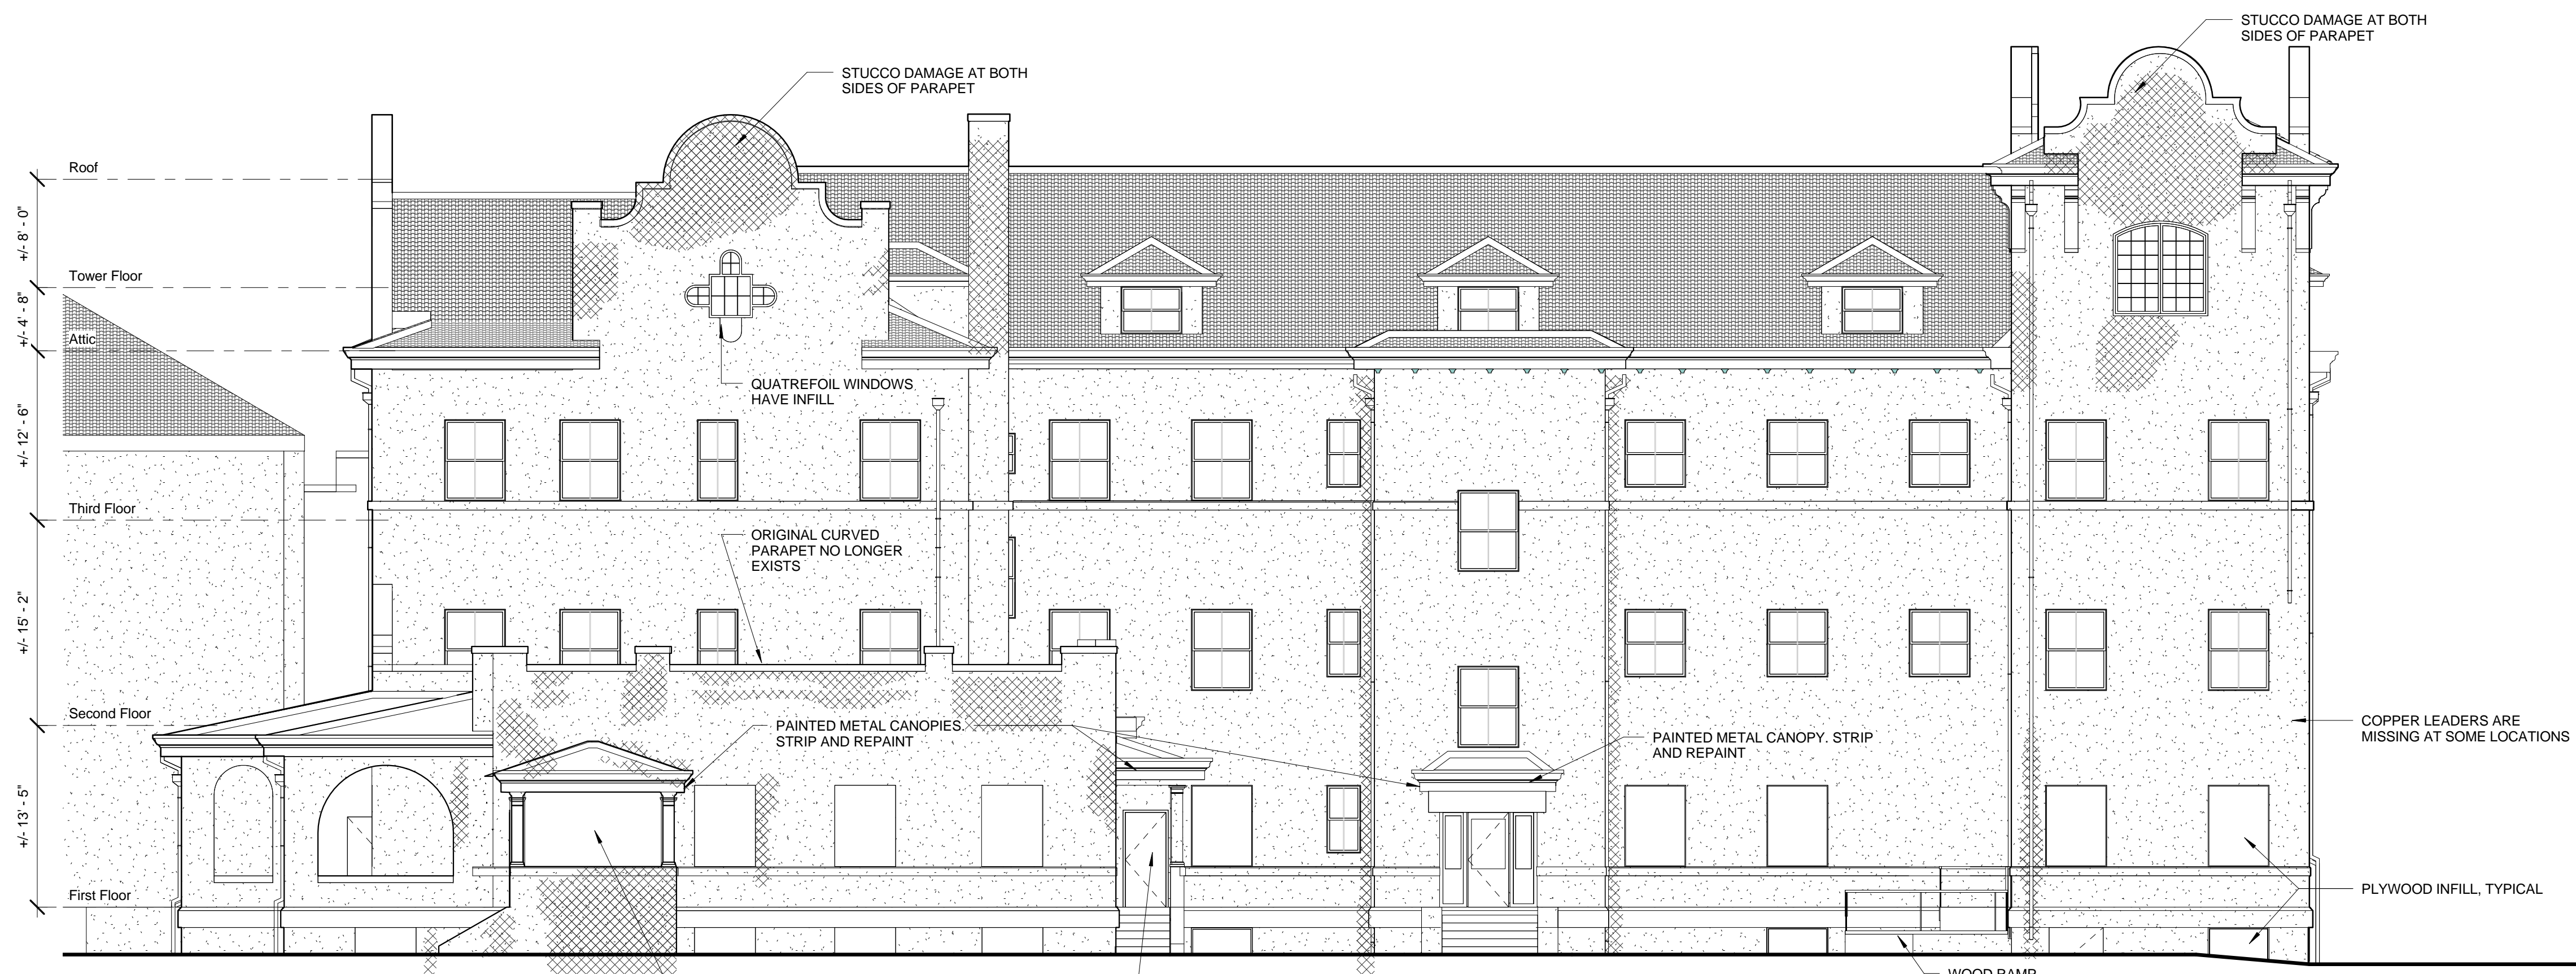 STUCCO DAMAGE AT BOTH
SIDES OF PARAPET
STUCCO DAMAGE AT BOTH
SIDES OF PARAPET
Roof
+/- 8' - 0"
Tower Floor
+/- 4' - 8"
Attic
QUATREFOIL WINDOWS
HAVE INFILL
+/- 12' - 6"
Third Floor
ORIGINAL CURVED
PARAPET NO LONGER
EXISTS
+/- 15' - 2"
Second Floor
PAINTED METAL CANOPIES.
STRIP AND REPAINT
PAINTED METAL CANOPY. STRIP
AND REPAINT
COPPER LEADERS ARE
MISSING AT SOME LOCATIONS
+/- 13' - 5"
First Floor
PLYWOOD INFILL, TYPICAL
WOOD RAMP